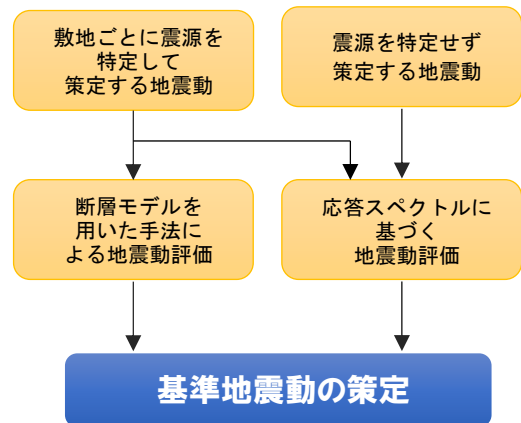 敷地ごとに震源を
特定して
策定する地震動
震源を特定せず
策定する地震動
断層モデルを
用いた手法に
よる地震動評価
応答スペクトルに
基づく
地震動評価
基準地震動の策定